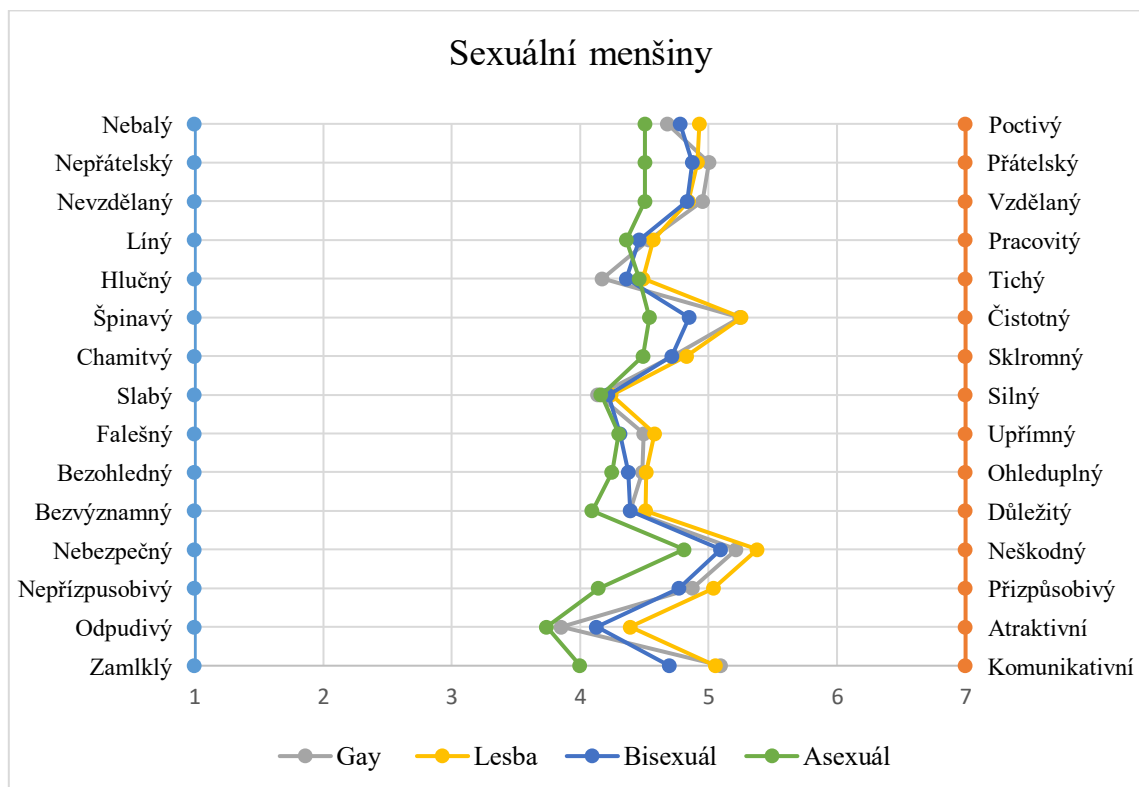 Sexuální menšiny
Nebalý Poctivý
Nepřátelský Přátelský
Nevzdělaný Vzdělaný
Líný Pracovitý
Hlučný Tichý
Špinavý Čistotný
Chamitvý Sklromný
Slabý Silný
Falešný Upřímný
Bezohledný Ohleduplný
Bezvýznamný Důležitý
Nebezpečný Neškodný
Nepřízpusobivý Přizpůsobivý
Odpudivý Atraktivní
Zamlklý Komunikativní
1 2 3 4 5 6 7
Gay Lesba Bisexuál Asexuál